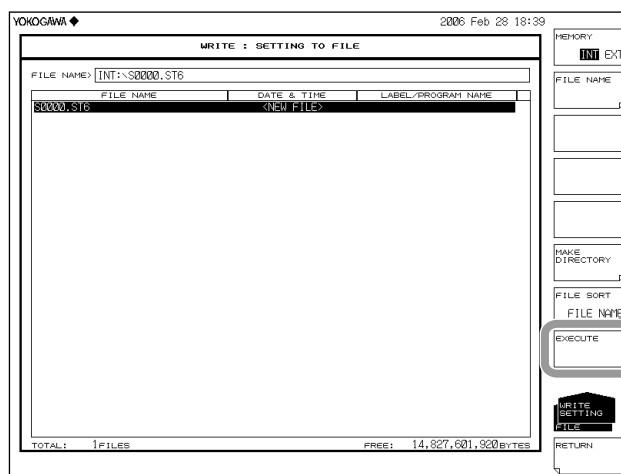 YOKOGAWA ◆ 2006 Feb 28 18:39
WRITE : SETTING TO FILE
FILE NAME> INT:\S0000.ST6
FILE NAME DATE & TIME LABEL/PROGRAM NAME
S0000.ST6 <NEW FILE>
TOTAL: 1FILES FREE: 14,827,601,920BYTES
MEMORY
INT EXT
FILE NAME
MAKE
DIRECTORY
FILE SORT
FILE NAME
EXECUTE
WRITE
SETTING
FILE
RETURN